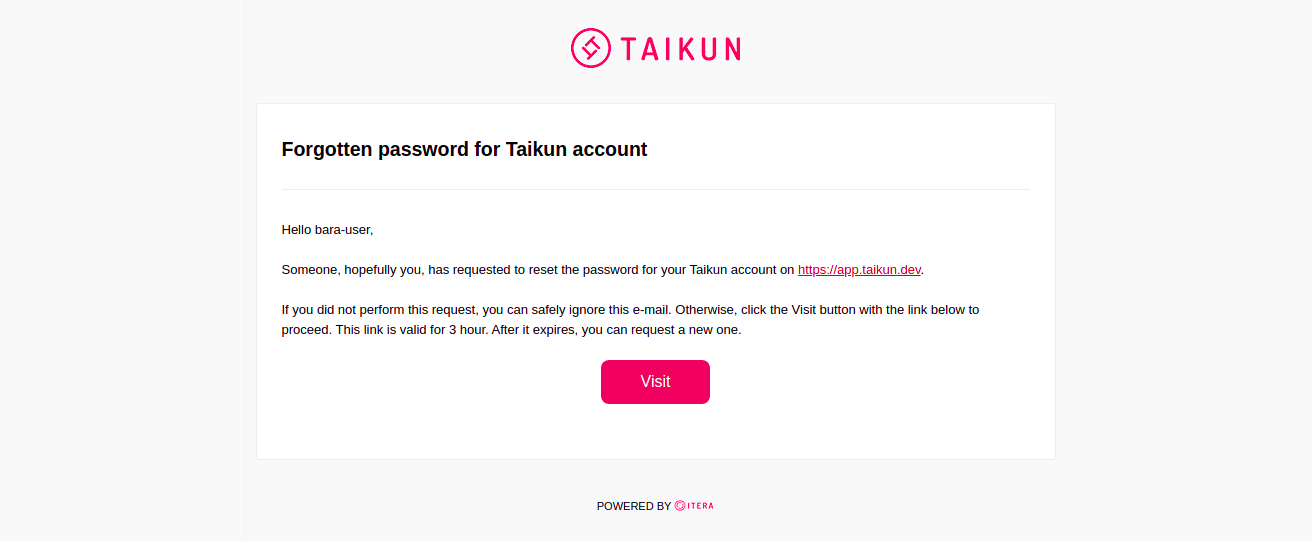 TAIKUN
Forgotten password for Taikun account
Hello bara-user,
Someone, hopefully you, has requested to reset the password for your Taikun account on https://app.taikun.dev.
If you did not perform this request, you can safely ignore this e-mail. Otherwise, click the Visit button with the link below to
proceed. This link is valid for 3 hour. After it expires, you can request a new one.
Visit
POWERED BY ITERA